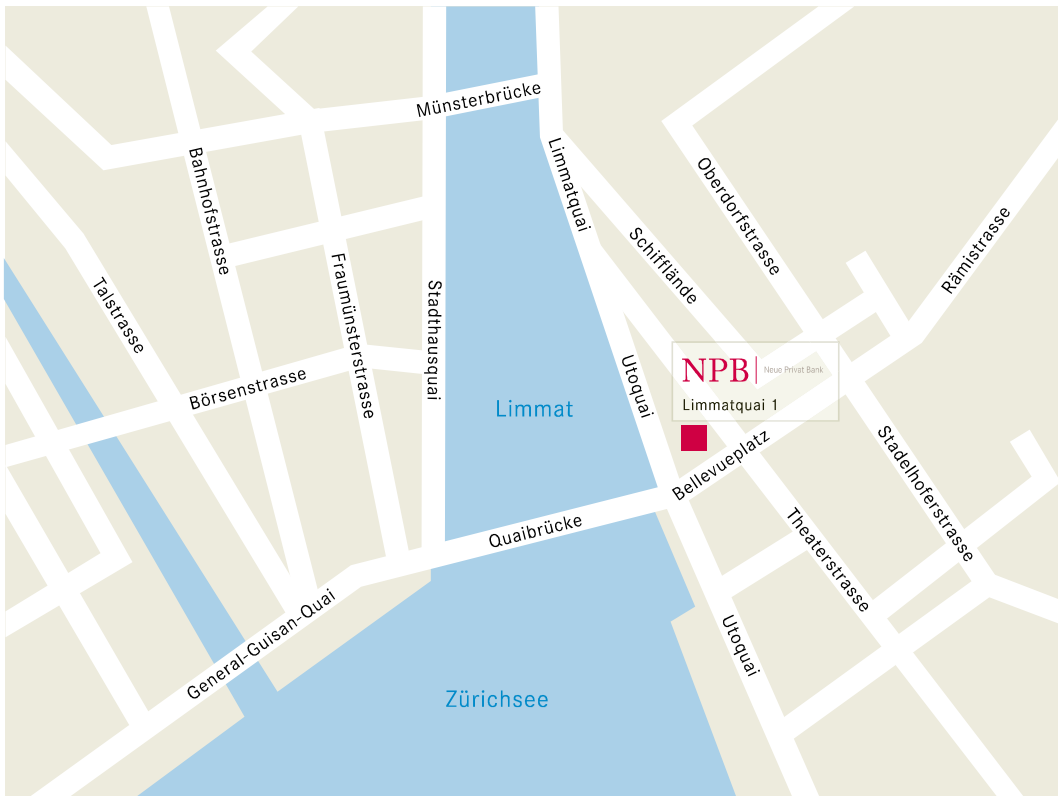 Münsterbrücke
Bahnhofstrasse
Limmatquai
Oberdorfstrasse
Schifflände
Rämistrasse
Talstrasse
Fraumünsterstrasse
Stadthausquai
Börsenstrasse
Utoquai
NPB Neue Privat Bank
Limmatquai 1
Limmat
Bellevueplatz
Stadelhoferstrasse
Quaibrücke
Theaterstrasse
General-Guisan-Quai
Utoquai
Zürichsee